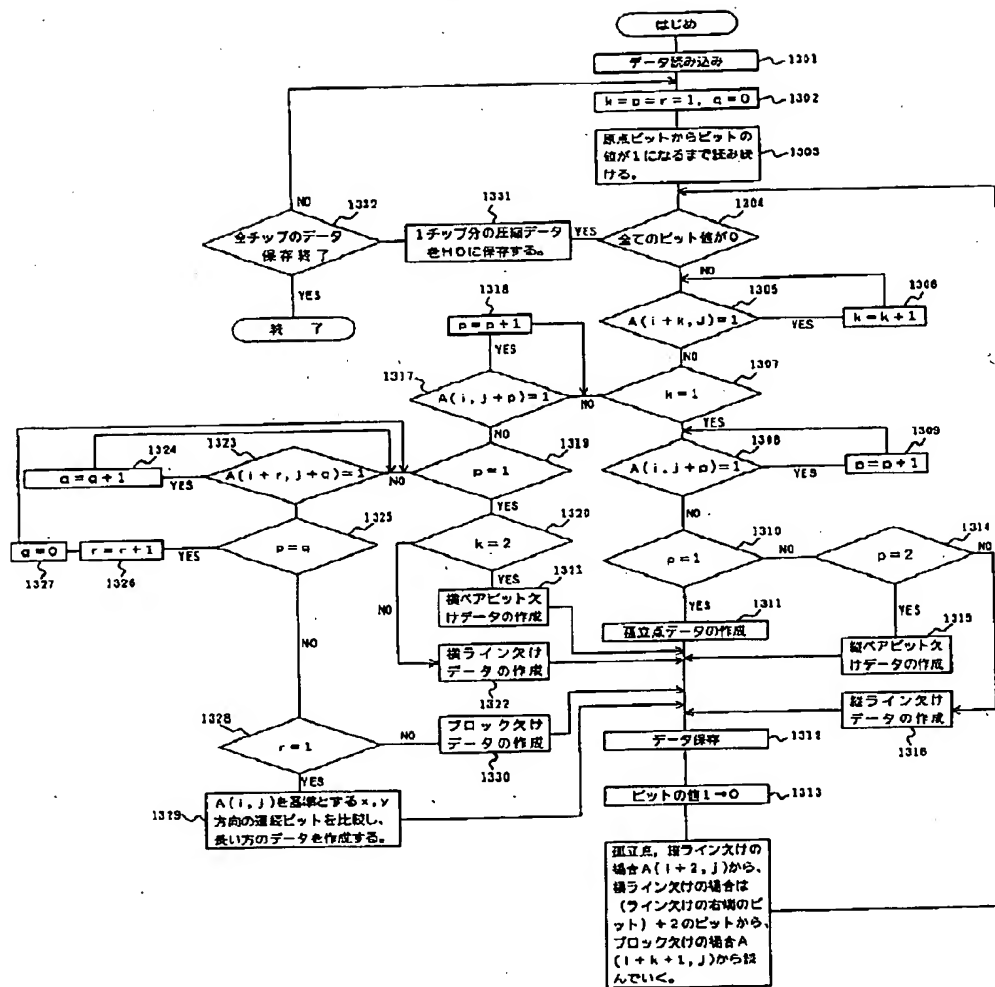 はじめ
データ読み込み
1301
k=p=r=1, q=0
1302
原点ビットからビットの
値が1になるまで読み続
ける。
1303
1304
全てのビット値が0
YES
1331
1チップ分の圧縮データ
をHDに保存する。
1332
全チップのデータ
保存終了
NO
YES
終 了
NO
1305
A(i+k,j)=1
YES
1306
k=k+1
NO
1307
k=1
NO
YES
1318
p=p+1
YES
1317
A(i,j+p)=1
NO
1308
A(i,j+p)=1
YES
1309
p=p+1
NO
1319
p=1
NO
YES
1324
q=q+1
YES
1323
A(i+r,j+q)=1
1325
p=q
YES
1326
r=r+1
1327
q=0
NO
1320
k=2
YES
NO
1311
横ペアビット欠
けデータの作成
横ライン欠け
データの作成
1322
1310
p=1
NO
YES
1314
p=2
NO
YES
1311
孤立点データの作成
1315
縦ペアビット欠
けデータの作成
縦ライン欠け
データの作成
1316
1328
r=1
NO
YES
ブロック欠け
データの作成
1330
データ保存
1312
ビットの値1→0
1313
1329
A(i,j)を基準とするx,y
方向の連続ビットを比較し、
長い方のデータを作成する。
孤立点,縦ライン欠けの
場合A(i+2,j)から、
横ライン欠けの場合は
(ライン欠けの右端のビ
ット)+2のビットから、
ブロック欠けの場合A
(i+k+1,j)から読
んでいく。